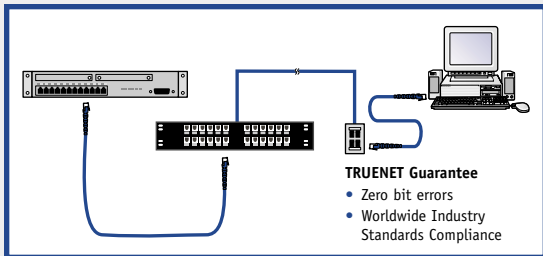 TRUENET Guarantee
• Zero bit errors
• Worldwide Industry
Standards Compliance